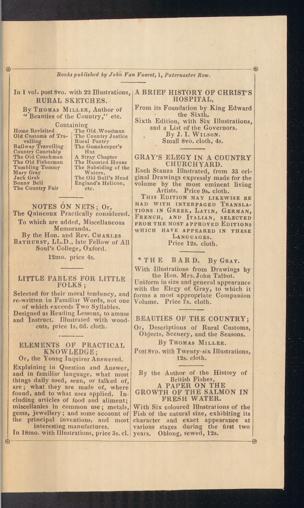 Books published by John Van Voorst, 1, Paternoster Row.
In 1 vol. post 8vo. with 22 Illustrations,
RURAL SKETCHES.
By Thomas Miller, Author of
"Beauties of the Country," etc.
Containing
Home Revisited
Old Customs of Tra-
velling
Railway Travelling
Country Courtship
The Old Coachman
The Old Fisherman
Tumbling Tommy
Mary Gray
Jack Grab
Bonny Bell
The Country Fair
The Old Woodman
The Country Justice
Rural Poetry
The Gamekeeper's
Hut
A Stray Chapter
The Haunted House
The Subsiding of the
Waters,
The Old Bull's Head
England's Helicon,
etc.
NOTES ON NETS; Or,
The Quincunx Practically considered.
To which are added, Miscellaneous
Memoranda.
By the Hon. and Rev. Charles
Bathurst, LL.D., late Fellow of All
Soul's College, Oxford.
12mo. price 4s.
LITTLE FABLES FOR LITTLE
FOLKS;
Selected for their moral tendency, and
re-written in Familiar Words, not one
of which exceeds Two Syllables.
Designed as Reading Lessons, to amuse
and Instruct. Illustrated with wood-
cuts, price 1s. 6d. cloth.
ELEMENTS OF PRACTICAL
KNOWLEDGE;
Or, the Young Inquirer Answered.
Explaining in Question and Answer,
and in familiar language, what most
things daily used, seen, or talked of,
are; what they are made of, where
found, and to what uses applied. In-
cluding articles of food and aliment;
miscellanies in common use; metals,
gems, jewellery; and some account of
the principal inventions, and most
interesting manufactures.
In 18mo. with Illustrations, price 3s. cl.
A BRIEF HISTORY OF CHRIST'S
HOSPITAL,
From its Foundation by King Edward
the Sixth.
Sixth Edition, with Six Illustrations,
and a List of the Governors.
By J. I. Wilson.
Small 8vo. cloth, 4s.
GRAY'S ELEGY IN A COUNTRY
CHURCHYARD.
Each Stanza Illustrated, from 33 ori-
ginal Drawings expressly made for the
volume by the most eminent living
Artists. Price 9s. cloth.
This Edition may likewise be
had with interpaged Transla-
tions in Greek, Latin, German,
French, and Italian, selected
from the most approved Editions
which have appeared in these
Languages.
Price 12s. cloth.
*THE BARD. By Gray.
With Illustrations from Drawings by
the Hon. Mrs. John Talbot.
Uniform in size and general appearance
with the Elegy of Gray, to which it
forms a most appropriate Companion
Volume. Price 7s. cloth.
BEAUTIES OF THE COUNTRY;
Or, Descriptions of Rural Customs,
Objects, Scenery, and the Seasons.
By Thomas Miller.
Post 8vo. with Twenty-six Illustrations,
12s. cloth.
By the Author of the History of
British Fishes,
A PAPER ON THE
GROWTH OF THE SALMON IN
FRESH WATER.
With Six coloured Illustrations of the
Fish of the natural size, exhibiting its
character and exact appearance at
various stages during the first two
years. Oblong, sewed, 12s.